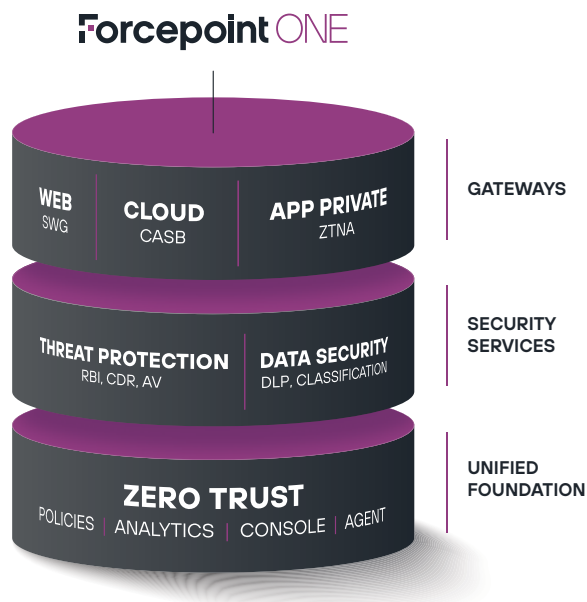 Forcepoint ONE
WEB
SWG
CLOUD
CASB
APP PRIVATE
ZTNA
GATEWAYS
THREAT PROTECTION
RBI, CDR, AV
DATA SECURITY
DLP, CLASSIFICATION
SECURITY
SERVICES
ZERO TRUST
POLICIES | ANALYTICS | CONSOLE | AGENT
UNIFIED
FOUNDATION